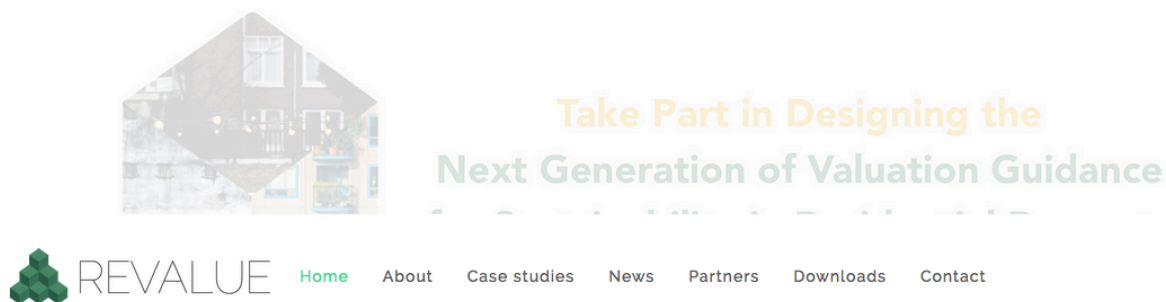 Take Part in Designing the
Next Generation of Valuation Guidance
REVALUE Home About Case studies News Partners Downloads Contact